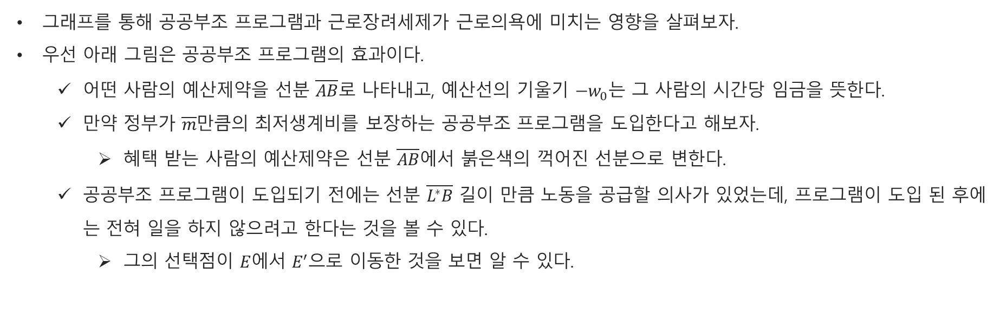 • 그래프를 통해 공공부조 프로그램과 근로장려세제가 근로의욕에 미치는 영향을 살펴보자.
• 우선 아래 그림은 공공부조 프로그램의 효과이다.
✓ 어떤 사람의 예산제약을 선분 A̅B̅로 나타내고, 예산선의 기울기 −w₀는 그 사람의 시간당 임금을 뜻한다.
✓ 만약 정부가 m̅만큼의 최저생계비를 보장하는 공공부조 프로그램을 도입한다고 해보자.
➢ 혜택 받는 사람의 예산제약은 선분 A̅B̅에서 붉은색의 꺾어진 선분으로 변한다.
✓ 공공부조 프로그램이 도입되기 전에는 선분 L̅*̅B̅ 길이 만큼 노동을 공급할 의사가 있었는데, 프로그램이 도입 된 후에
는 전혀 일을 하지 않으려고 한다는 것을 볼 수 있다.
➢ 그의 선택점이 E에서 E′으로 이동한 것을 보면 알 수 있다.